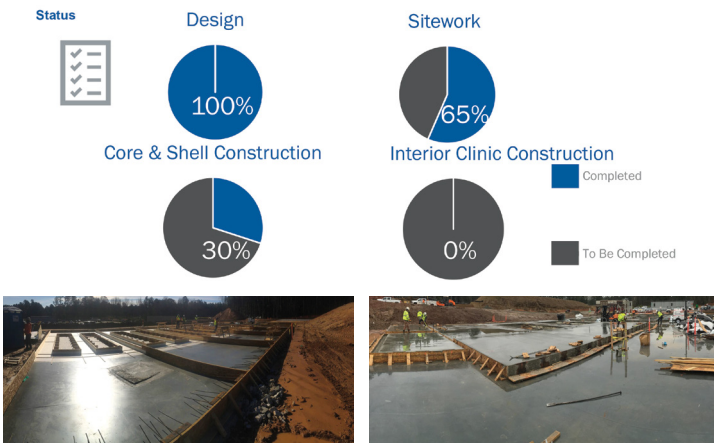 Status
Design
Sitework
100%
65%
Core & Shell Construction
Interior Clinic Construction
Completed
30%
0%
To Be Completed